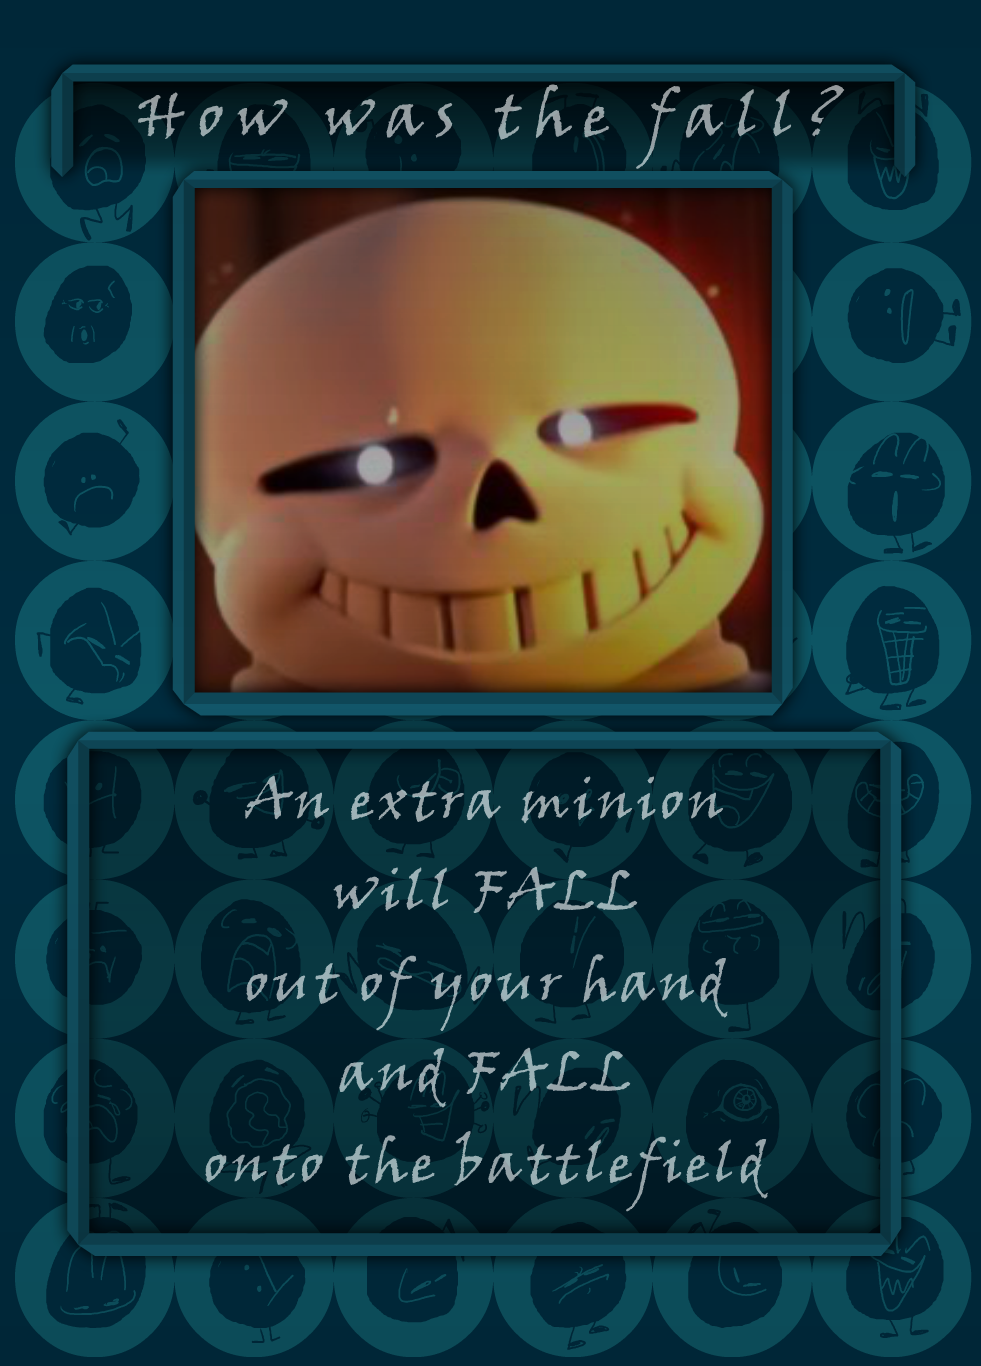 How was the fall?
An extra minion
will FALL
out of your hand
and FALL
onto the battlefield